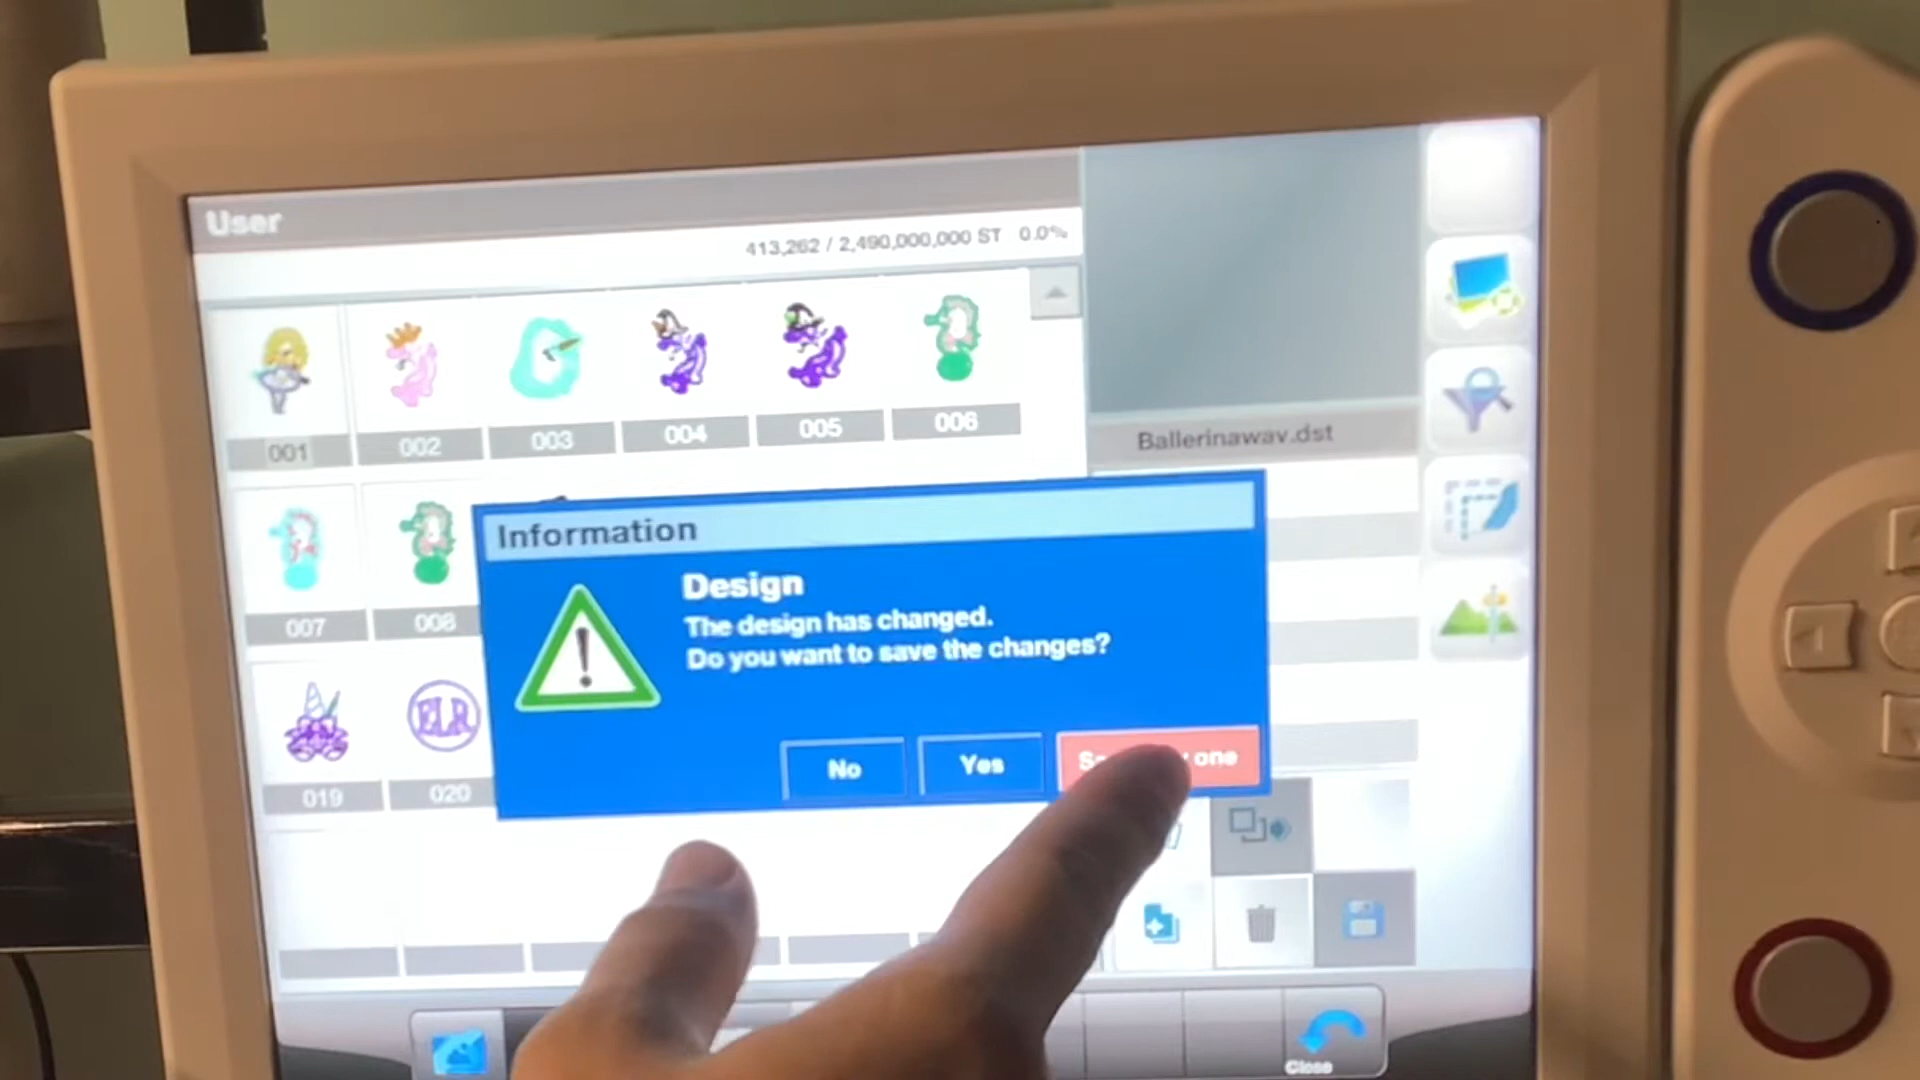 User
413,262 / 2,490,000,000 ST 0.0%
001
002
003
004
005
006
Ballerinawav.dst
007
008
Information
Design
The design has changed.
Do you want to save the changes?
ELR
019
020
No
Yes
one
Close